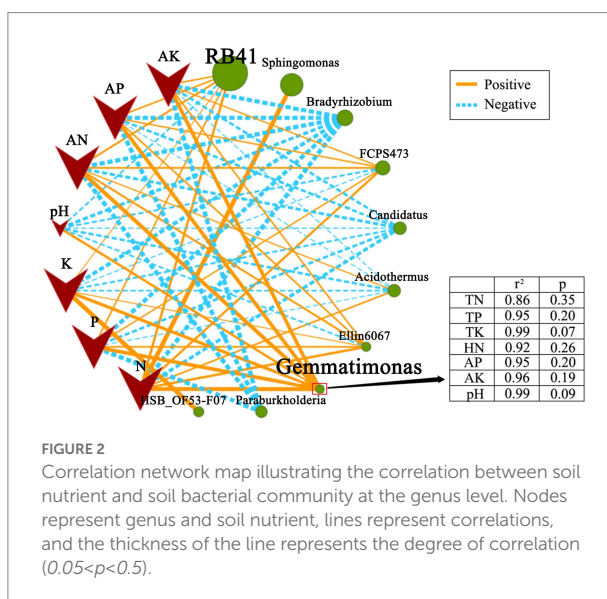 RB41
Sphingomonas
AK
AP
Bradyrhizobium
Positive
Negative
AN
FCPS473
pH
Candidatus
K
Acidothermus
P
Ellin6067
N
Gemmatimonas
HSB_OF53-F07
Paraburkholderia
r² p
TN 0.86 0.35
TP 0.95 0.20
TK 0.99 0.07
HN 0.92 0.26
AP 0.95 0.20
AK 0.96 0.19
pH 0.99 0.09
FIGURE 2
Correlation network map illustrating the correlation between soil
nutrient and soil bacterial community at the genus level. Nodes
represent genus and soil nutrient, lines represent correlations,
and the thickness of the line represents the degree of correlation
(0.05<p<0.5).